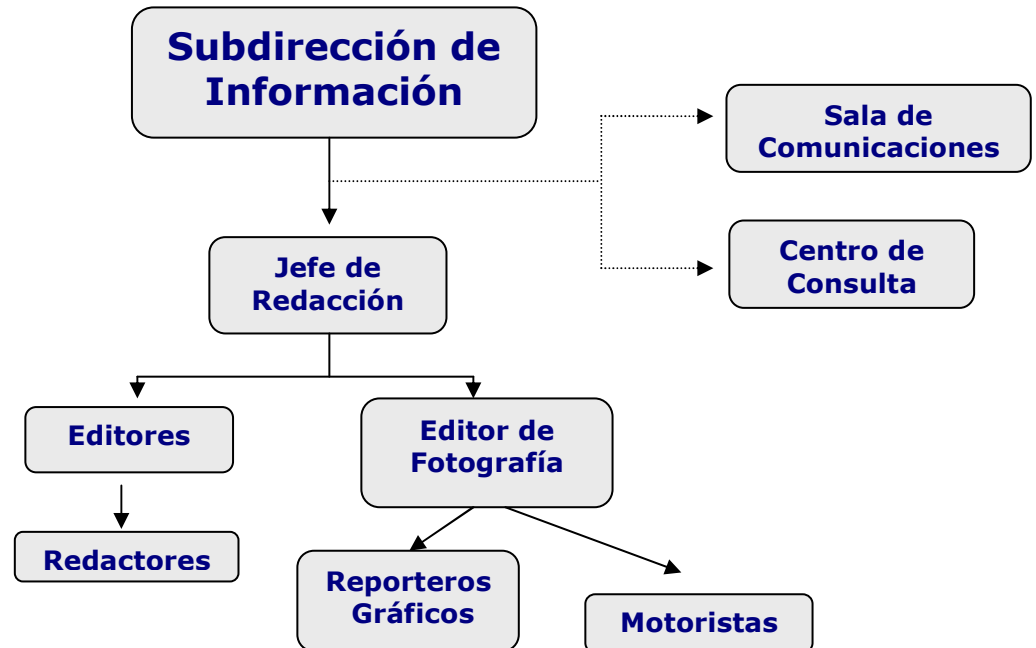 Subdirección de
Información
Sala de
Comunicaciones
Centro de
Consulta
Jefe de
Redacción
Editores
Editor de
Fotografía
Redactores
Reporteros
Gráficos
Motoristas